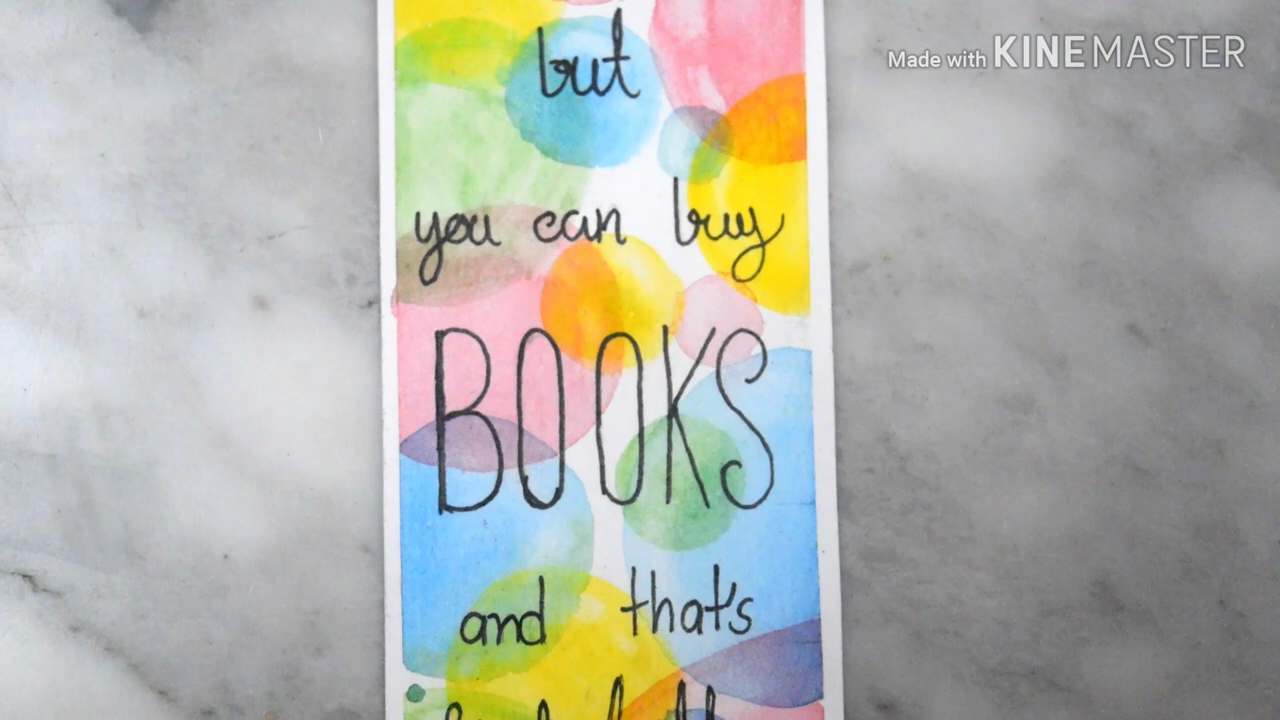 Made with KINEMASTER
but
you can buy
BOOKS
and that's